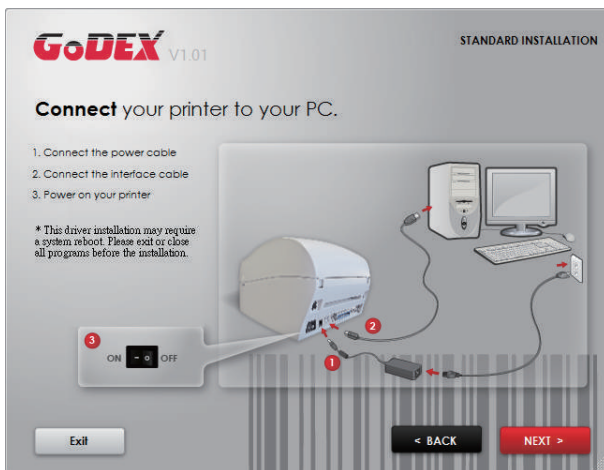 GoDEX V1.01
STANDARD INSTALLATION
Connect your printer to your PC.
1. Connect the power cable
2. Connect the interface cable
3. Power on your printer
* This driver installation may require
a system reboot. Please exit or close
all programs before the installation.
2
3
ON - o OFF
1
Exit
< BACK
NEXT >